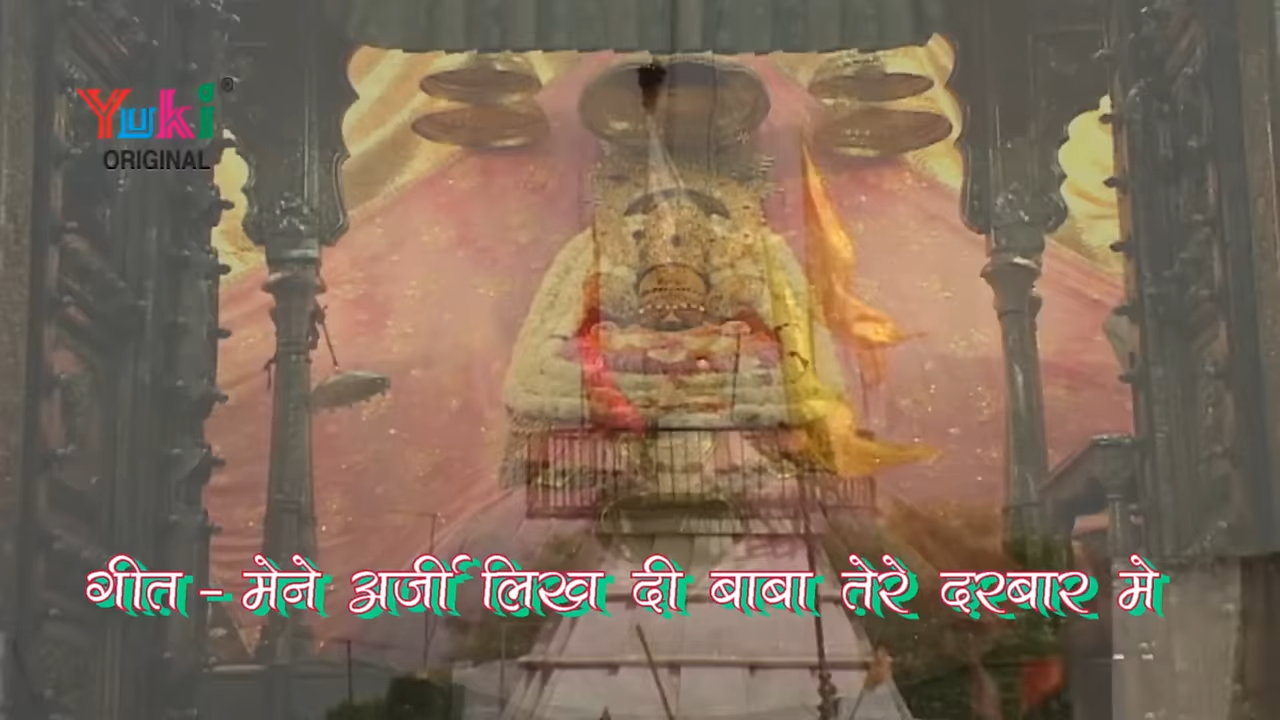 Yuki®
ORIGINAL
गीत - मेने अर्जी लिख दी बाबा तेरे दरबार मे